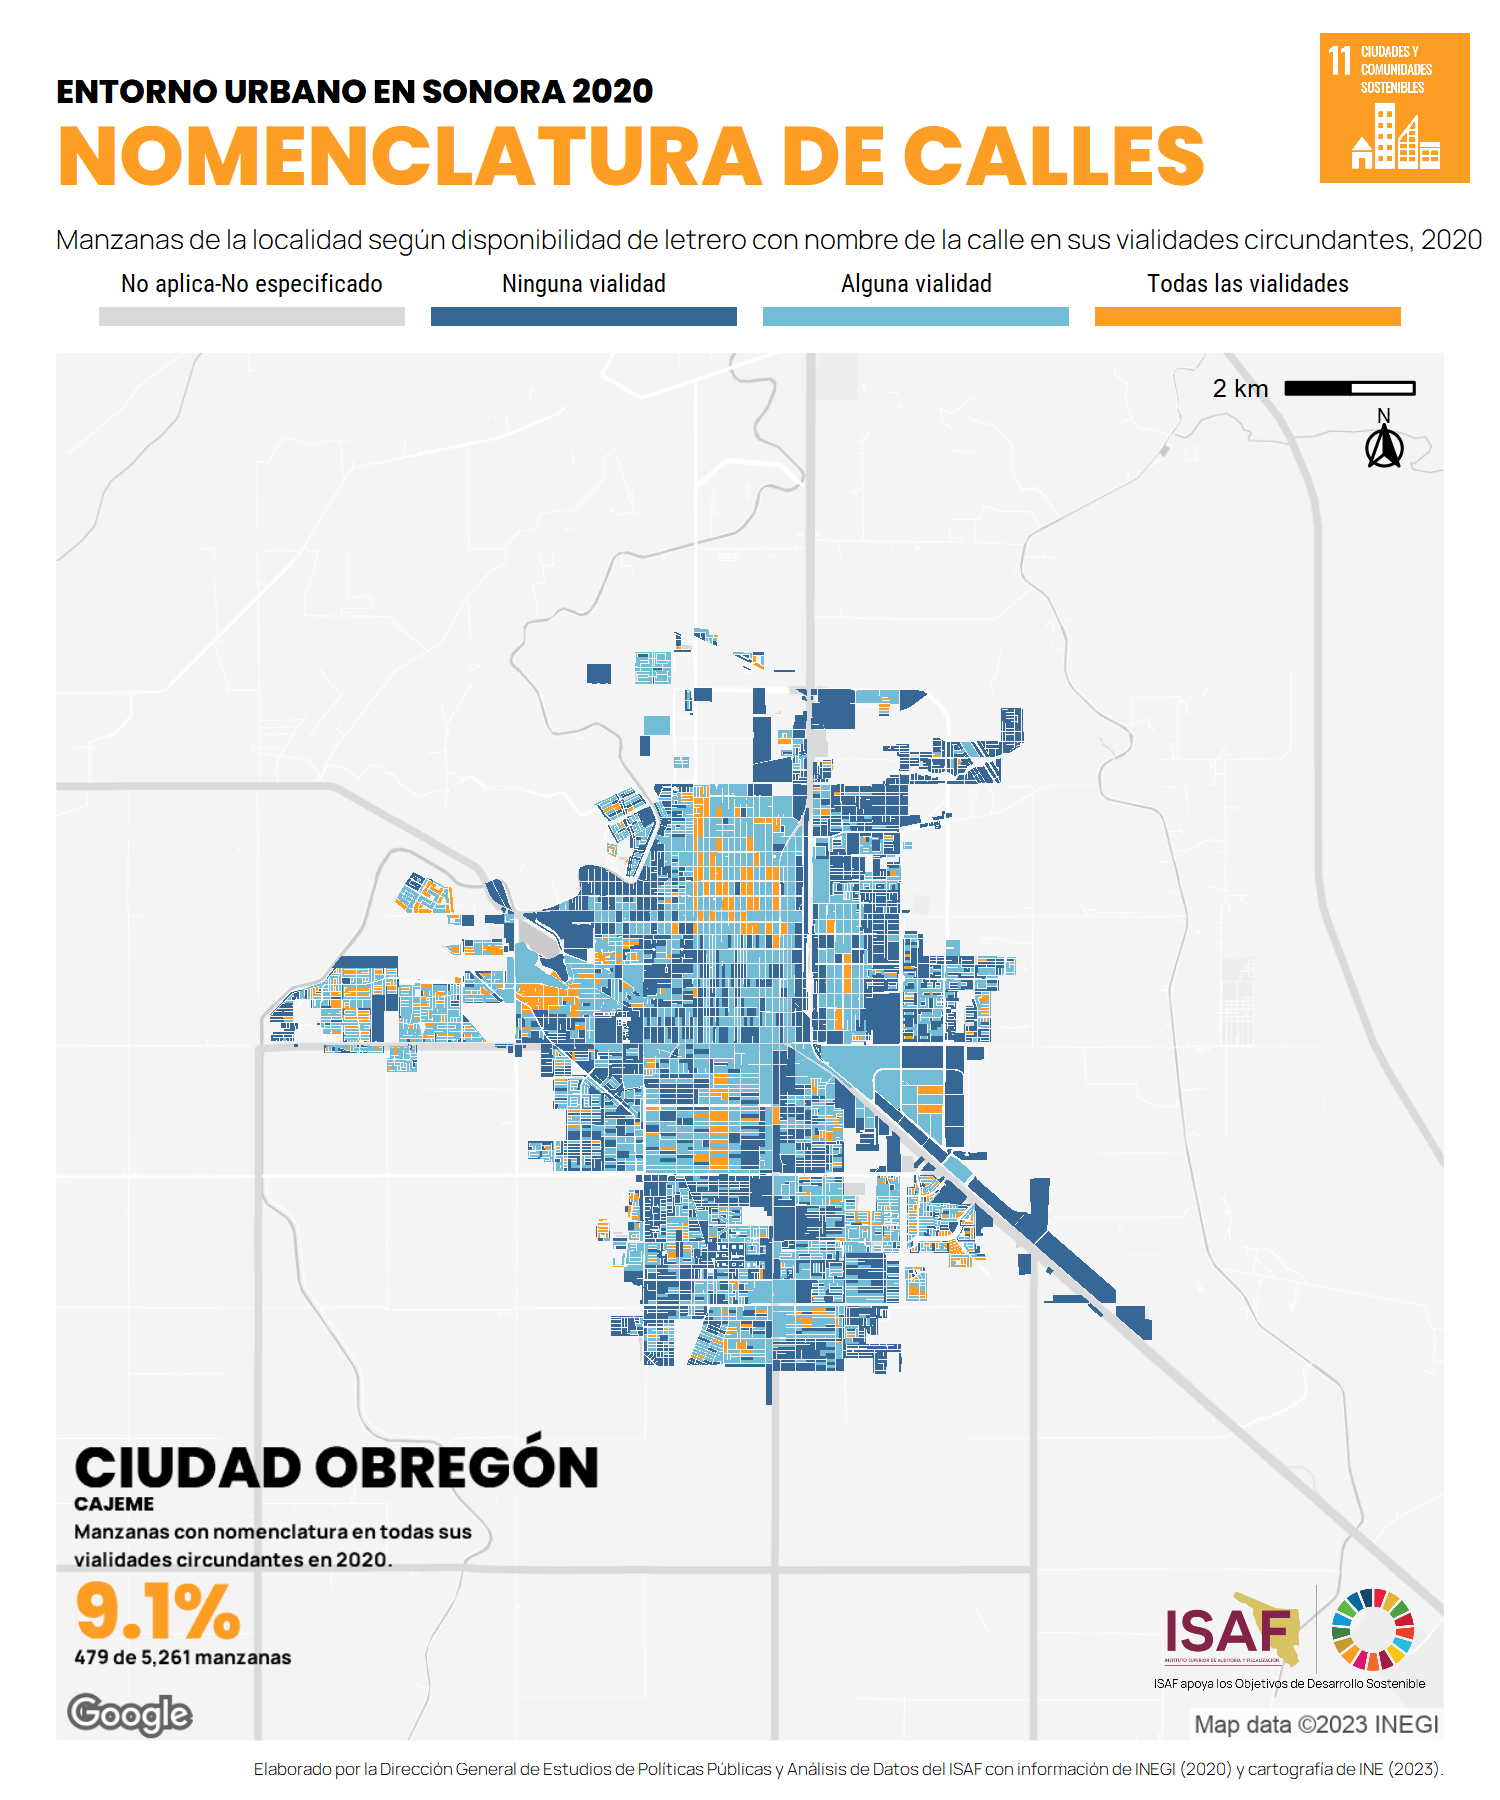 ENTORNO URBANO EN SONORA 2020
NOMENCLATURA DE CALLES
11 CIUDADES Y
COMUNIDADES
SOSTENIBLES
Manzanas de la localidad según disponibilidad de letrero con nombre de la calle en sus vialidades circundantes, 2020
No aplica-No especificado
Ninguna vialidad
Alguna vialidad
Todas las vialidades
2 km
N
CIUDAD OBREGÓN
CAJEME
Manzanas con nomenclatura en todas sus
vialidades circundantes en 2020.
9.1%
479 de 5,261 manzanas
Google
ISAF
INSTITUTO SUPERIOR DE AUDITORÍA Y FISCALIZACIÓN
ISAF apoya los Objetivos de Desarrollo Sostenible
Map data ©2023 INEGI
Elaborado por la Dirección General de Estudios de Políticas Públicas y Análisis de Datos del ISAF con información de INEGI (2020) y cartografía de INE (2023).